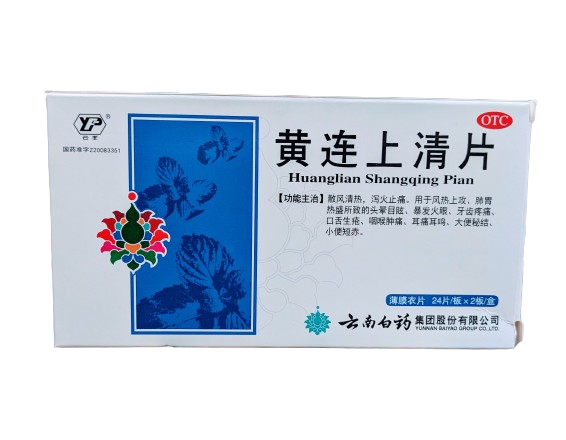 YP®
云丰
国药准字Z20083351
OTC
黄连上清片
Huanglian Shangqing Pian
【功能主治】散风清热，泻火止痛。用于风热上攻、肺胃
热盛所致的头晕目眩、暴发火眼、牙齿疼痛、
口舌生疮、咽喉肿痛、耳痛耳鸣、大便秘结、
小便短赤。
薄膜衣片 24片/板×2板/盒
云南白药集团股份有限公司
YUNNAN BAIYAO GROUP CO.,LTD.